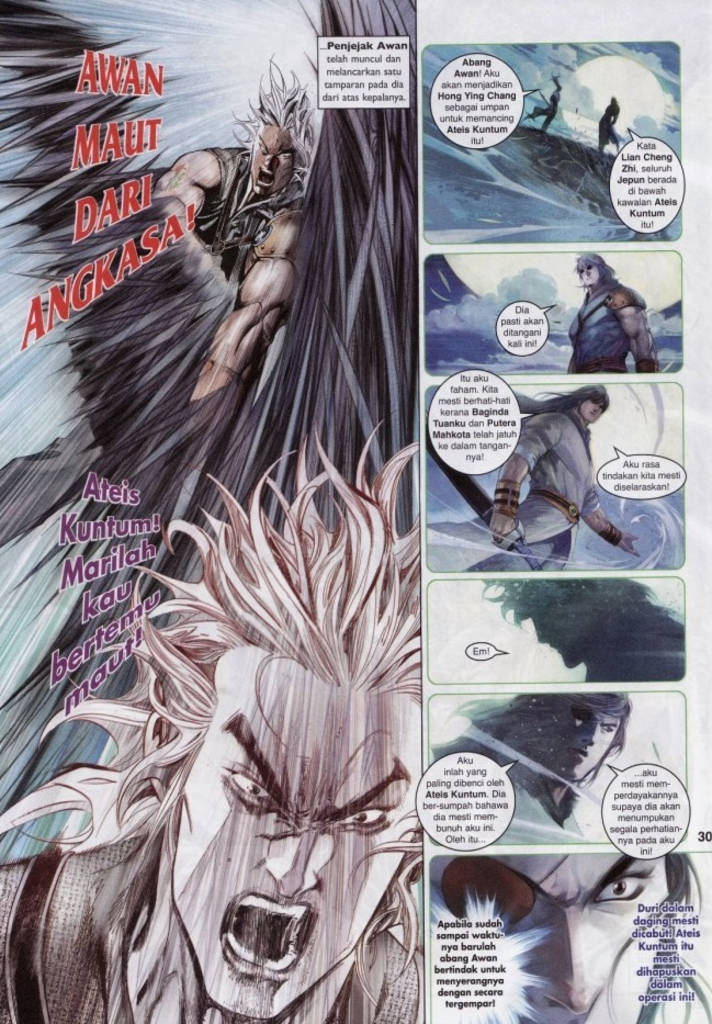 AWAN
MAUT
DARI
ANGKASA!
...Penjejak Awan
telah muncul dan
melancarkan satu
tamparan pada dia
dari atas kepalanya.
Ateis
Kuntum!
Marilah
kau
bertemu
maut!
Abang
Awan! Aku
akan menjadikan
Hong Ying Chang
sebagai umpan
untuk memancing
Ateis Kuntum
itu!
Kata
Lian Cheng
Zhi, seluruh
Jepun berada
di bawah
kawalan Ateis
Kuntum
itu!
Dia
pasti akan
ditangani
kali ini!
Itu aku
faham. Kita
mesti berhati-hati
kerana Baginda
Tuanku dan Putera
Mahkota telah jatuh
ke dalam tangan-
nya!
Aku rasa
tindakan kita mesti
diselaraskan!
Em!
Aku
inlah yang
paling dibenci oleh
Ateis Kuntum. Dia
ber-sumpah bahawa
dia mesti mem-
bunuh aku ini.
Oleh itu...
...aku
mesti mem-
perdayakannya
supaya dia akan
menumpukan
segala perhatian-
nya pada aku
ini!
30
Apabila sudah
sampai waktu-
nya barulah
abang Awan
bertindak untuk
menyerangnya
dengan secara
tergempar!
Duri dalam
daging mesti
dicabut! Ateis
Kuntum itu
mesti
dihapuskan
dalam
operasi ini!